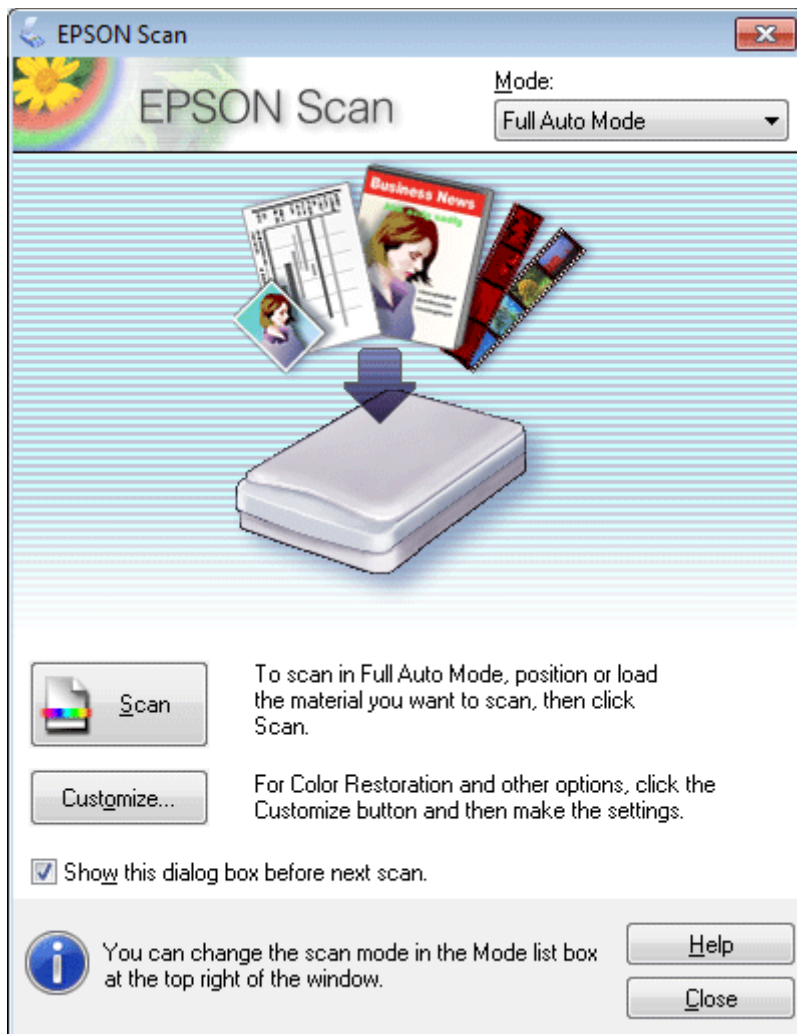 EPSON Scan
EPSON Scan
Mode:
Full Auto Mode
Business News
Scan
To scan in Full Auto Mode, position or load
the material you want to scan, then click
Scan.
Customize...
For Color Restoration and other options, click the
Customize button and then make the settings.
Show this dialog box before next scan.
You can change the scan mode in the Mode list box
at the top right of the window.
Help
Close